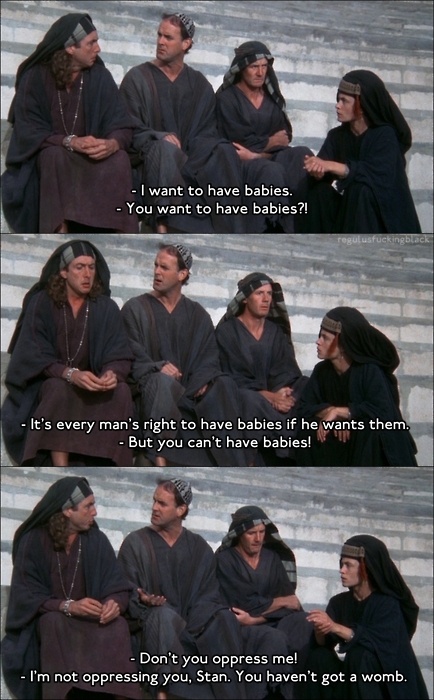 - I want to have babies.
- You want to have babies?!
regulusfuckingblack
- It's every man's right to have babies if he wants them.
- But you can't have babies!
- Don't you oppress me!
- I'm not oppressing you, Stan. You haven't got a womb.